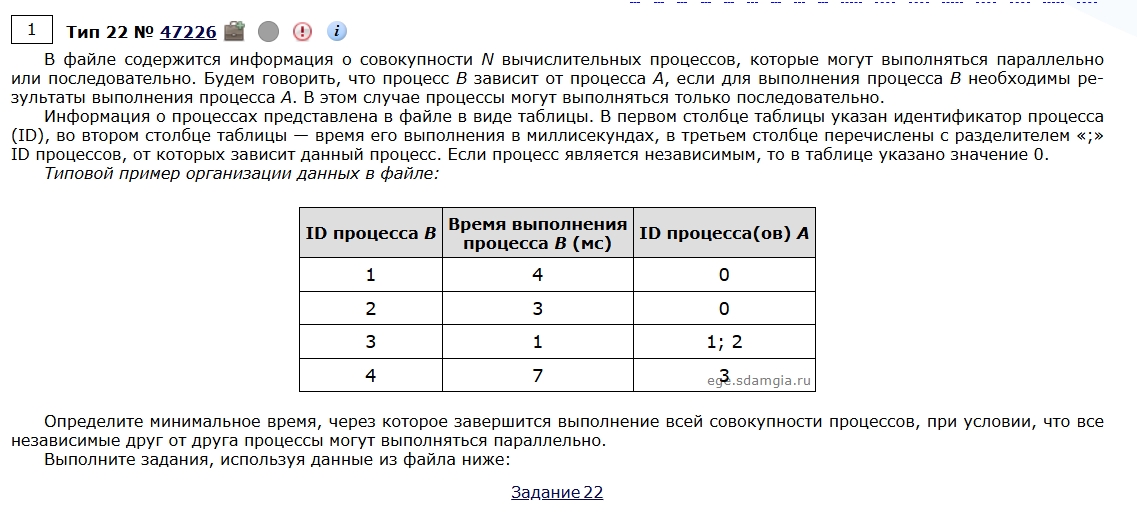 1
Тип 22 № 47226
i
В файле содержится информация о совокупности N вычислительных процессов, которые могут выполняться параллельно
или последовательно. Будем говорить, что процесс B зависит от процесса A, если для выполнения процесса B необходимы ре-
зультаты выполнения процесса A. В этом случае процессы могут выполняться только последовательно.
Информация о процессах представлена в файле в виде таблицы. В первом столбце таблицы указан идентификатор процесса
(ID), во втором столбце таблицы — время его выполнения в миллисекундах, в третьем столбце перечислены с разделителем «;»
ID процессов, от которых зависит данный процесс. Если процесс является независимым, то в таблице указано значение 0.
Типовой пример организации данных в файле:
ID процесса B
Время выполнения
процесса B (мс)
ID процесса(ов) A
1 4 0
2 3 0
3 1 1; 2
4 7 3
ege.sdamgia.ru
Определите минимальное время, через которое завершится выполнение всей совокупности процессов, при условии, что все
независимые друг от друга процессы могут выполняться параллельно.
Выполните задания, используя данные из файла ниже:
Задание 22